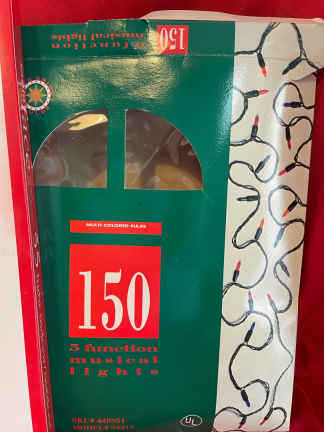 5 function
musical
lights
150
MULTI COLORED BULBS
150
5 function
musical
lights
UL